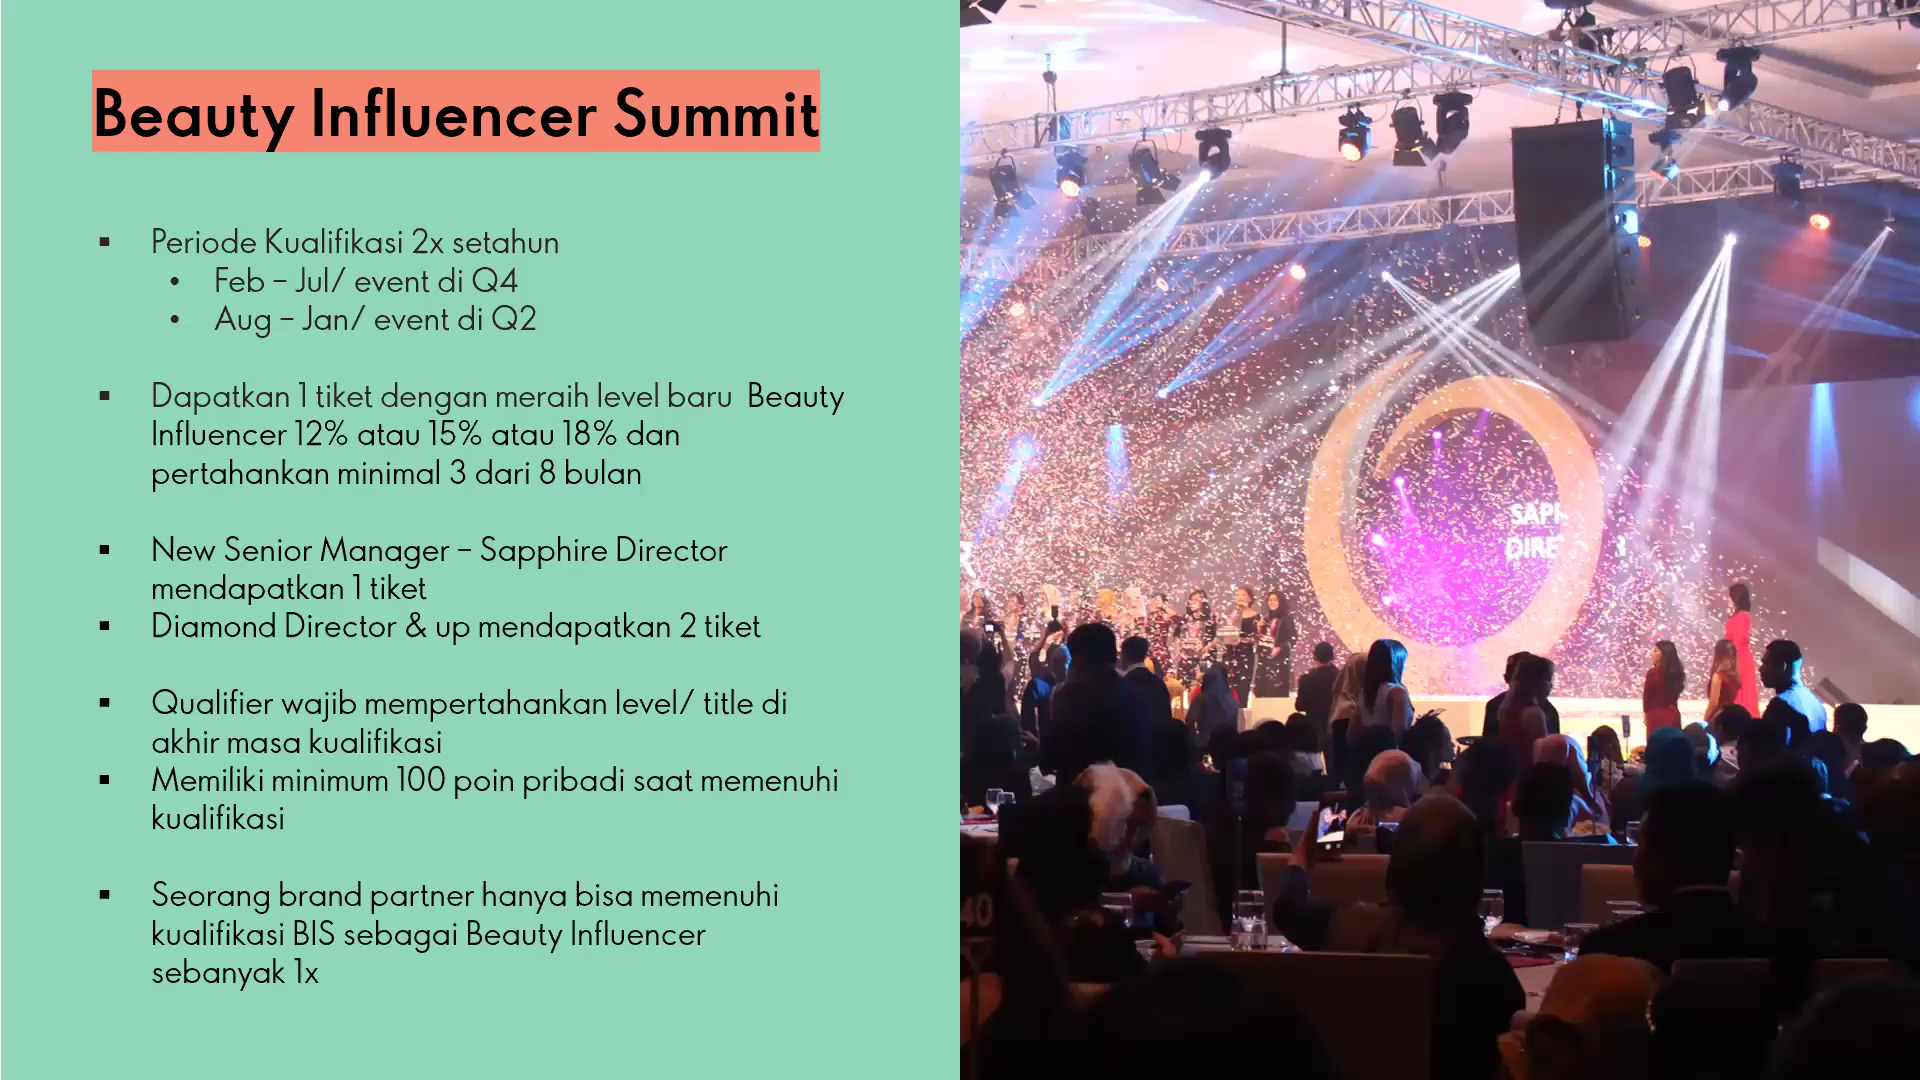 Beauty Influencer Summit
▪ Periode Kualifikasi 2x setahun
• Feb – Jul/ event di Q4
• Aug – Jan/ event di Q2
▪ Dapatkan 1 tiket dengan meraih level baru Beauty
Influencer 12% atau 15% atau 18% dan
pertahankan minimal 3 dari 8 bulan
▪ New Senior Manager – Sapphire Director
mendapatkan 1 tiket
▪ Diamond Director & up mendapatkan 2 tiket
▪ Qualifier wajib mempertahankan level/ title di
akhir masa kualifikasi
▪ Memiliki minimum 100 poin pribadi saat memenuhi
kualifikasi
▪ Seorang brand partner hanya bisa memenuhi
kualifikasi BIS sebagai Beauty Influencer
sebanyak 1x
40